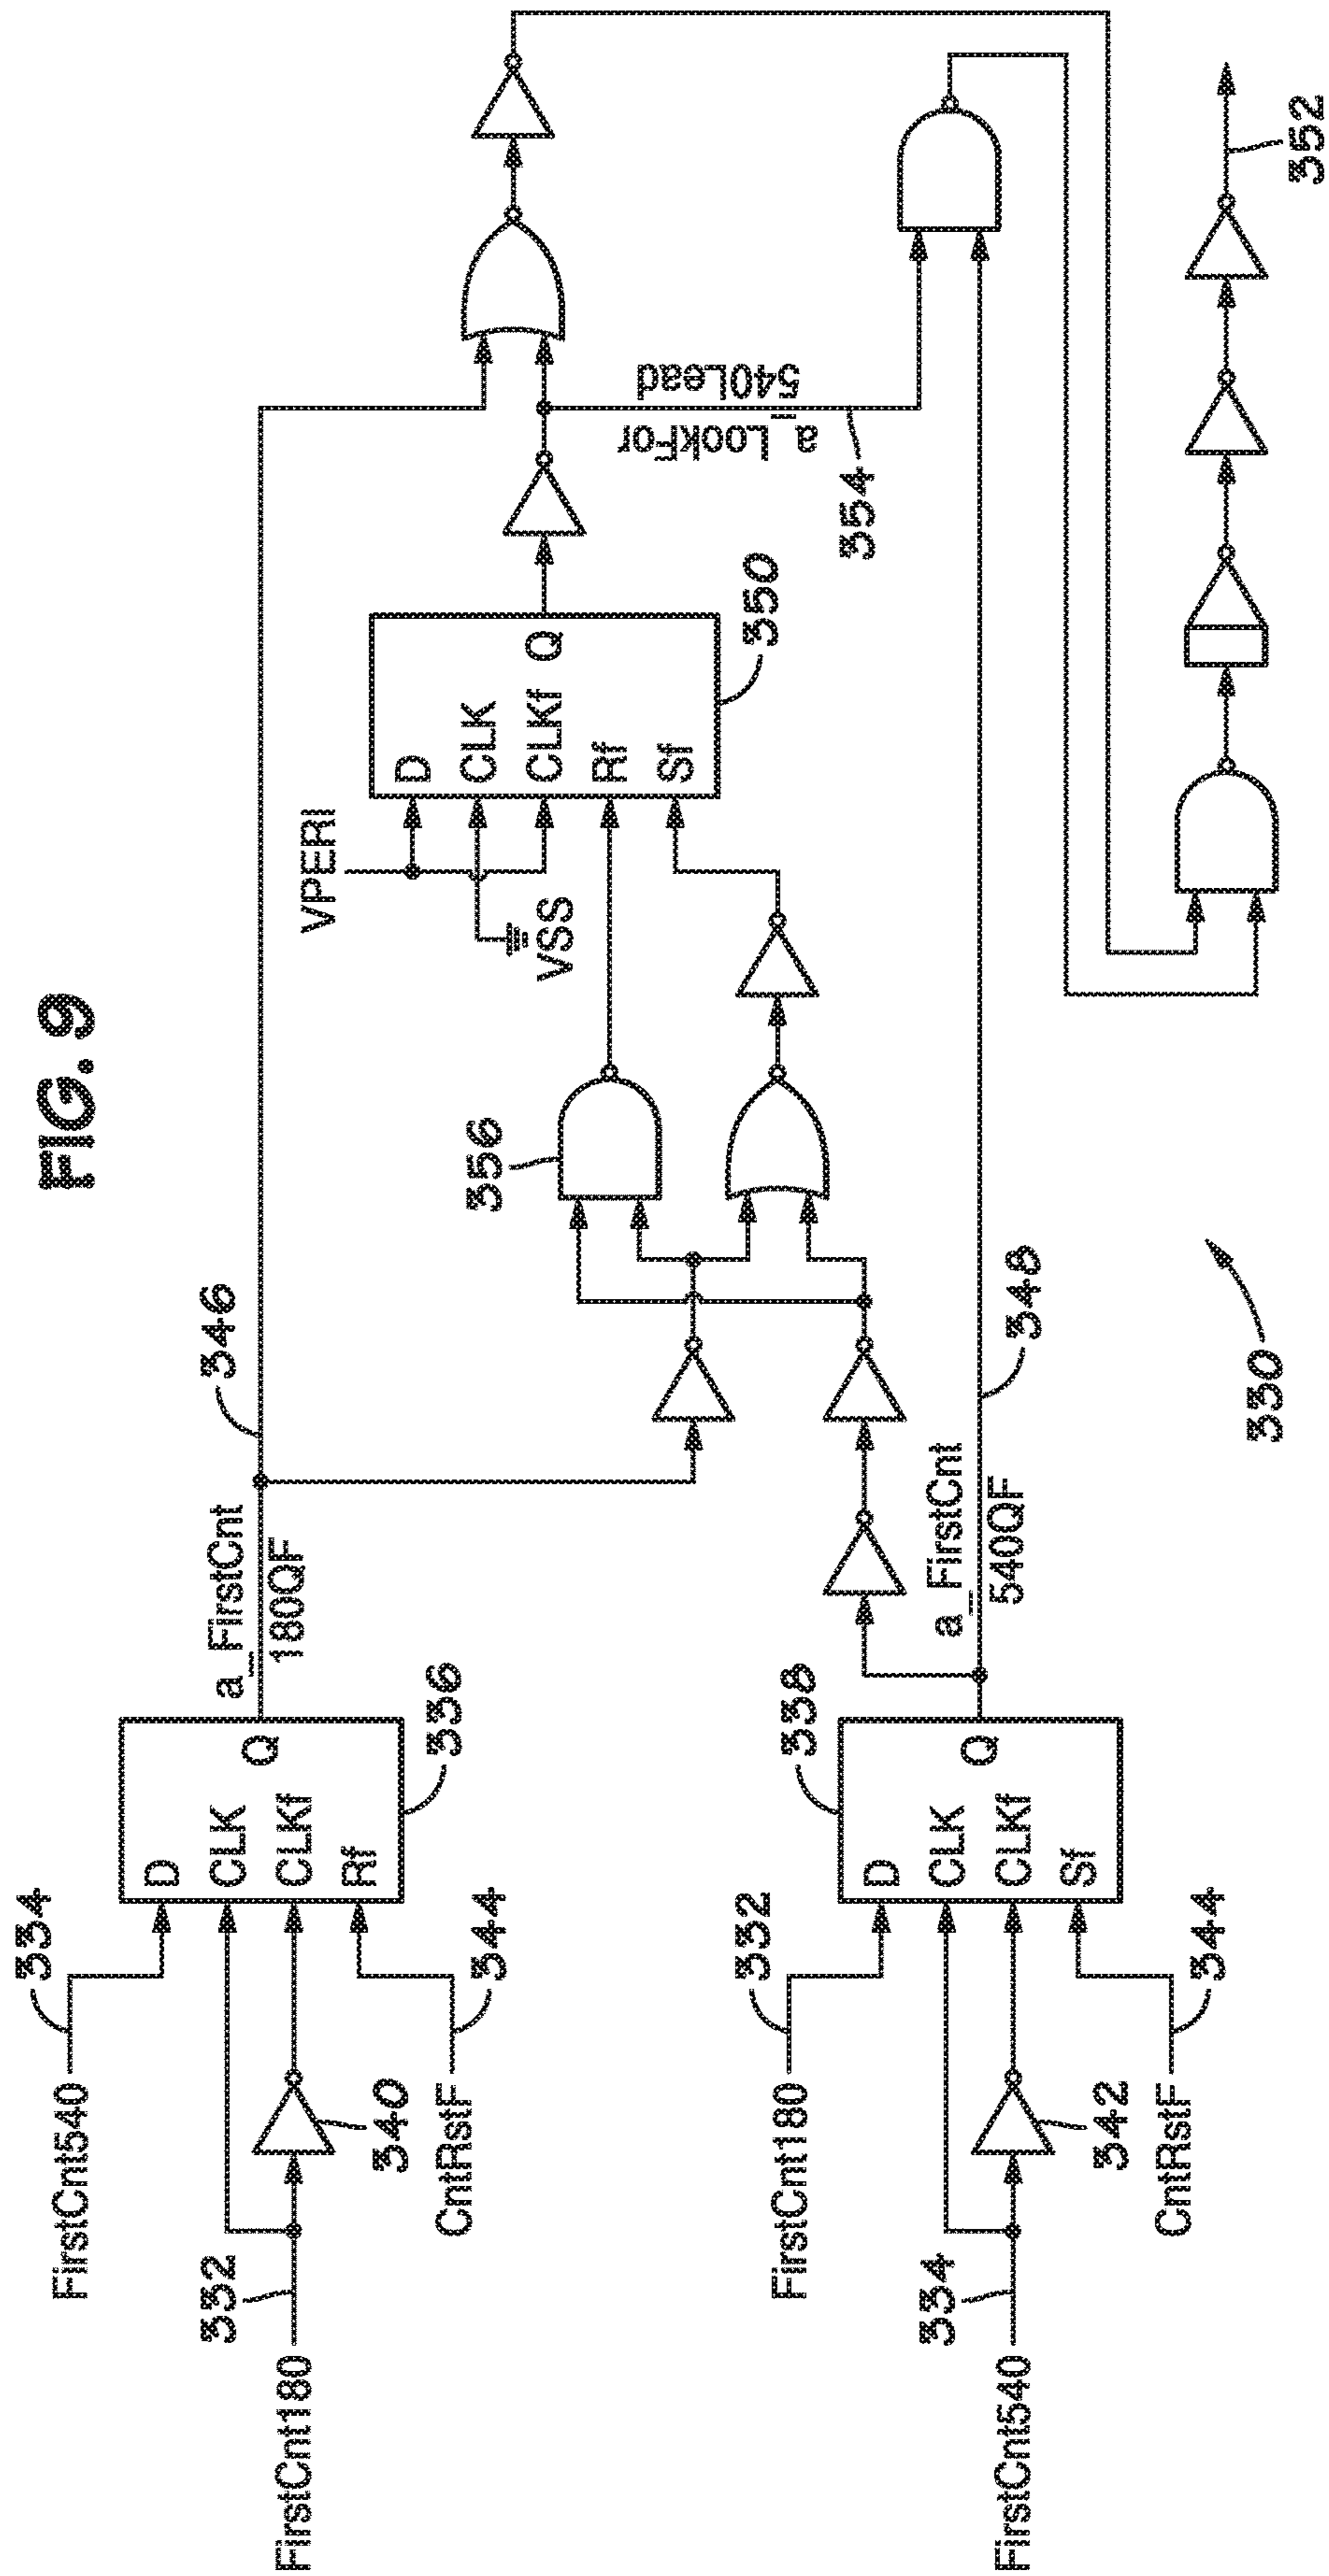 FIG. 9
FirstCnt540
334
FirstCnt180
332
340
CntRstF
344
D
CLK
CLKf
Rf
Q
336
a_FirstCnt
180QF
346
FirstCnt180
332
FirstCnt540
334
342
CntRstF
344
D
CLK
CLKf
Sf
Q
338
a_FirstCnt
540QF
348
356
VPERI
VSS
D
CLK
CLKf
Rf
Sf
Q
350
a_LookFor
540Lead
354
352
330